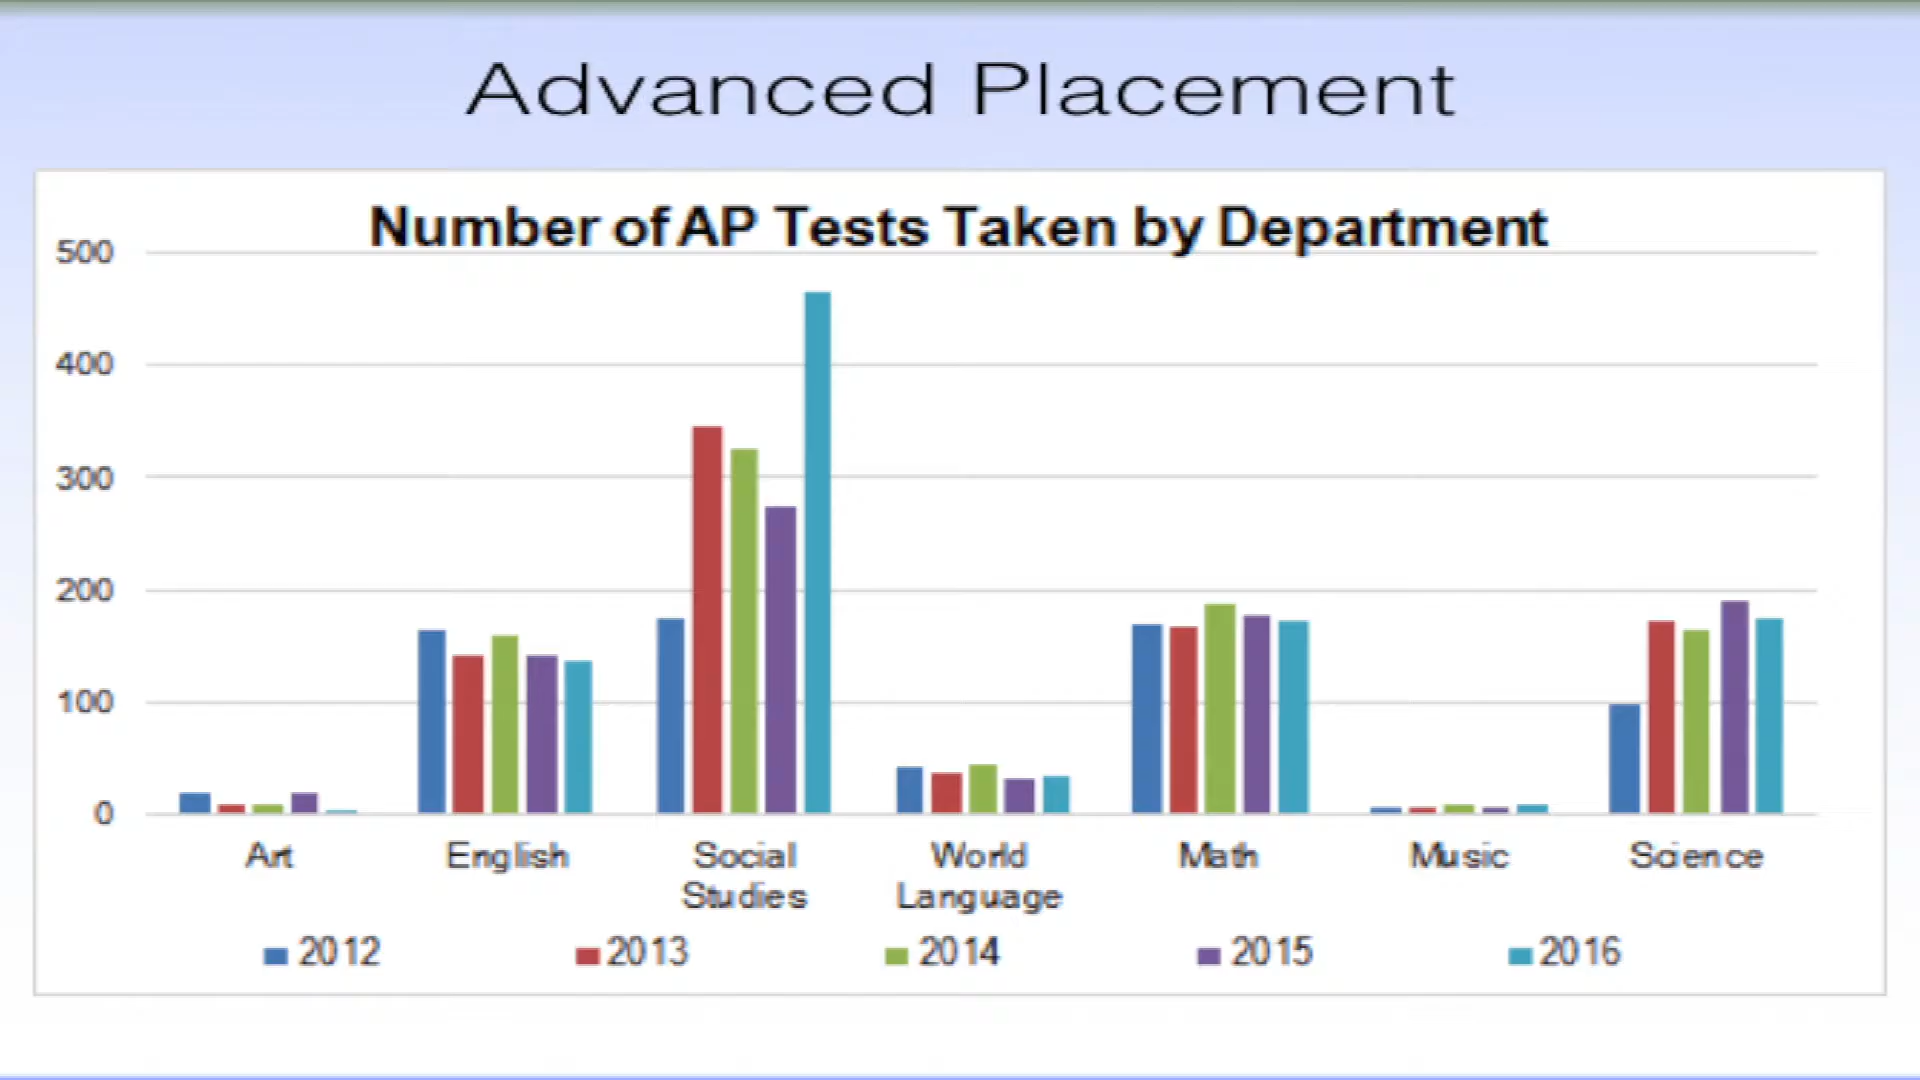 Advanced Placement
Number of AP Tests Taken by Department
500
400
300
200
100
0
Art
English
Social Studies
World Language
Math
Music
Science
2012
2013
2014
2015
2016